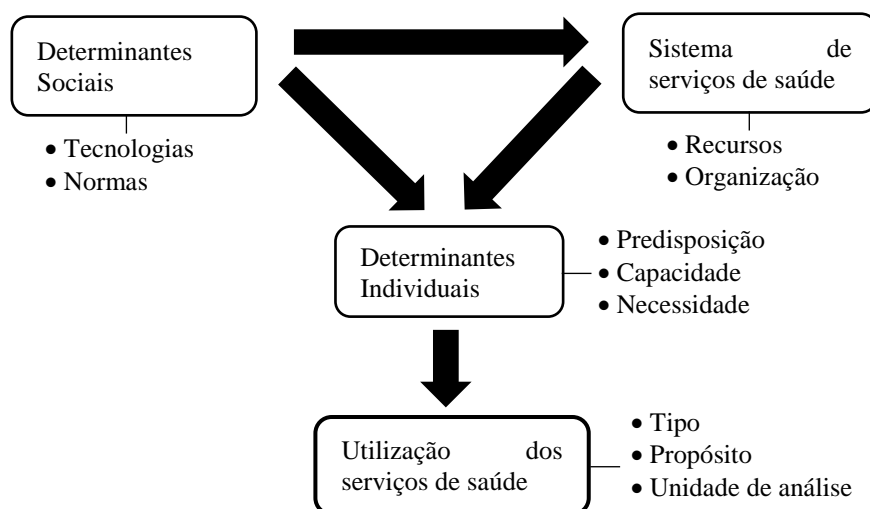 Determinantes
Sociais
• Tecnologias
• Normas
Sistema de
serviços de saúde
• Recursos
• Organização
Determinantes
Individuais
• Predisposição
• Capacidade
• Necessidade
Utilização dos
serviços de saúde
• Tipo
• Propósito
• Unidade de análise